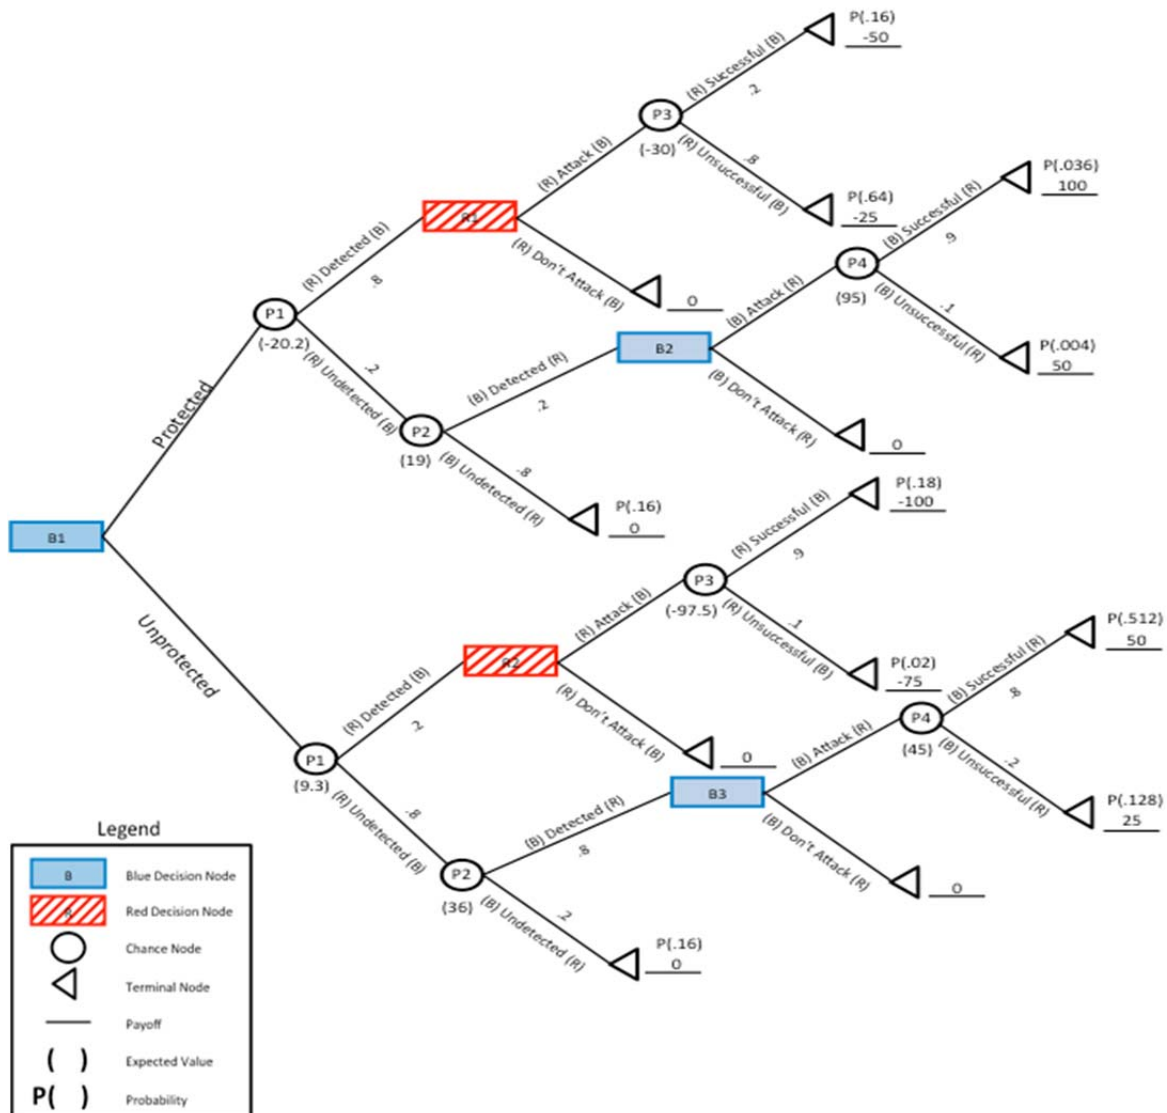 P(.16)
-50
(R) Successful (B)
.2
P3
(-30)
(R) Attack (B)
(R) Unsuccessful (B)
.8
P(.64)
-25
P(.036)
100
(B) Successful (R)
.9
R1
(R) Detected (B)
.8
(R) Don't Attack (B)
0
P4
(95)
(B) Attack (R)
(B) Unsuccessful (R)
.1
P(.004)
50
P1
(-20.2)
(R) Undetected (B)
.2
B2
(B) Detected (R)
.2
(B) Don't Attack (R)
0
Protected
P2
(19)
(B) Undetected (R)
.8
P(.16)
0
P(.18)
-100
(R) Successful (B)
.9
B1
P3
(-97.5)
(R) Attack (B)
(R) Unsuccessful (B)
.1
P(.02)
-75
Unprotected
R2
(R) Detected (B)
.2
(R) Don't Attack (B)
0
P(.512)
50
(B) Successful (R)
.8
P4
(45)
(B) Attack (R)
(B) Unsuccessful (R)
.2
P(.128)
25
P1
(9.3)
(R) Undetected (B)
.8
B3
(B) Detected (R)
.8
(B) Don't Attack (R)
0
P2
(36)
(B) Undetected (R)
.2
P(.16)
0
Legend
B Blue Decision Node
R Red Decision Node
Chance Node
Terminal Node
Payoff
( ) Expected Value
P( ) Probability